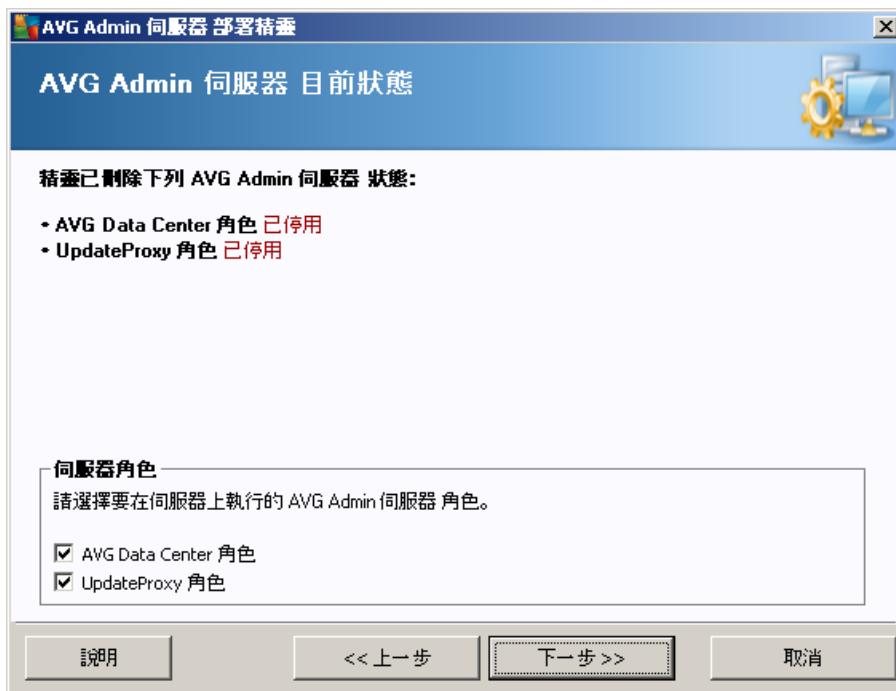 AVG Admin 伺服器 部署精靈
AVG Admin 伺服器 目前狀態
精靈已刪除下列 AVG Admin 伺服器 狀態:
• AVG Data Center 角色 已停用
• UpdateProxy 角色 已停用
伺服器角色
請選擇要在伺服器上執行的 AVG Admin 伺服器 角色。
AVG Data Center 角色
UpdateProxy 角色
說明
<< 上一步
下一步 >>
取消